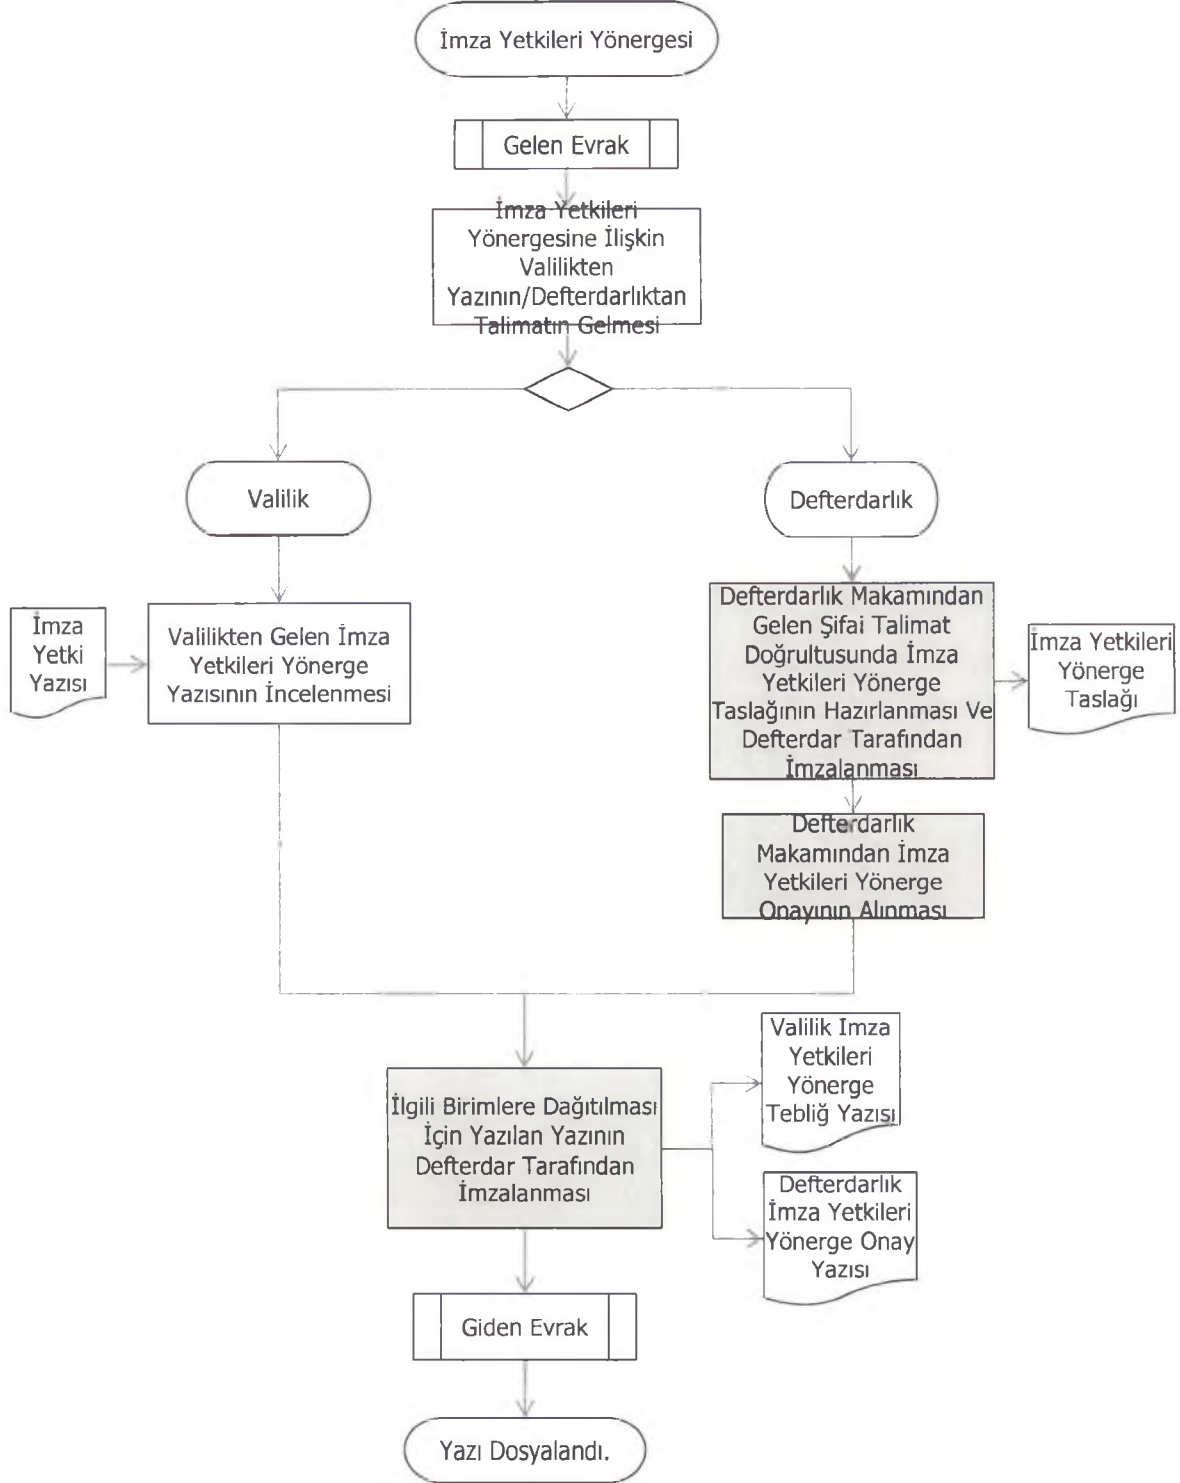 İmza Yetkileri Yönergesi
Gelen Evrak
İmza Yetkileri
Yönergesine İlişkin
Valilikten
Yazının/Defterdarlıktan
Talimatın Gelmesi
Valilik
Defterdarlık
İmza
Yetki
Yazısı
Valilikten Gelen İmza
Yetkileri Yönerge
Yazısının İncelenmesi
Defterdarlık Makamından
Gelen Şifai Talimat
Doğrultusunda İmza
Yetkileri Yönerge
Taslağının Hazırlanması Ve
Defterdar Tarafından
İmzalanması
İmza Yetkileri
Yönerge
Taslağı
Defterdarlık
Makamından İmza
Yetkileri Yönerge
Onayının Alınması
Valilik İmza
Yetkileri
Yönerge
Tebliğ Yazısı
İlgili Birimlere Dağıtılması
İçin Yazılan Yazının
Defterdar Tarafından
İmzalanması
Defterdarlık
İmza Yetkileri
Yönerge Onay
Yazısı
Giden Evrak
Yazı Dosyalandı.